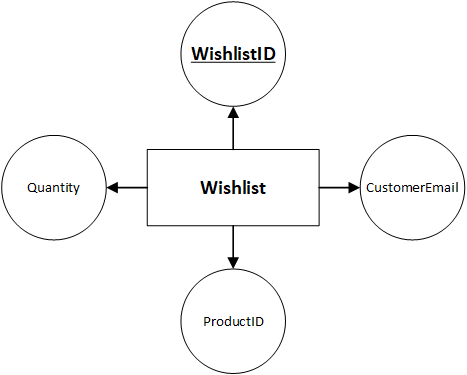 WishlistID
Quantity
Wishlist
CustomerEmail
ProductID